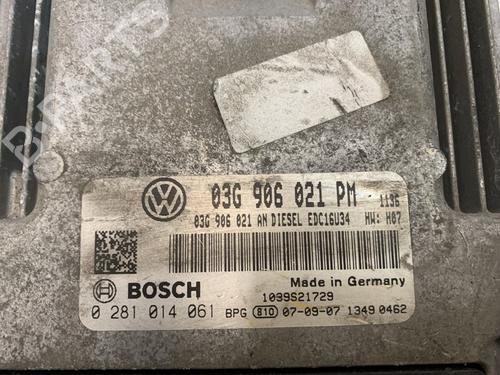 B-PARTS
03G 906 021 PM 1136
03G 906 021 AN DIESEL EDC16U34 HW: H07
BOSCH
Made in Germany
1039S21729
0 281 014 061 BPG 810 07-09-07 1349 0462